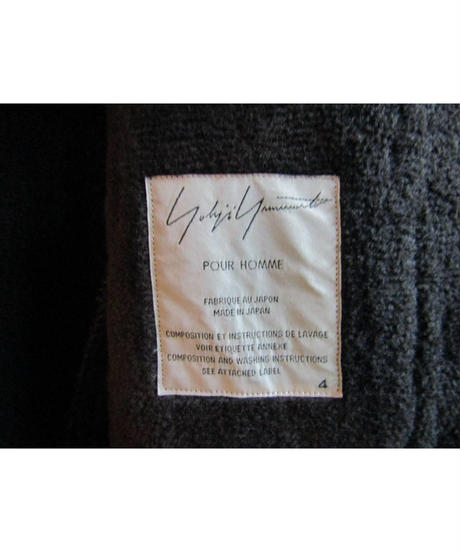 Yohji Yamamoto
POUR HOMME
FABRIQUE AU JAPON
MADE IN JAPAN
COMPOSITION ET INSTRUCTIONS DE LAVAGE
VOIR ETIQUETTE ANNEXE
COMPOSITION AND WASHING INSTRUCTIONS
SEE ATTACHED LABEL
4